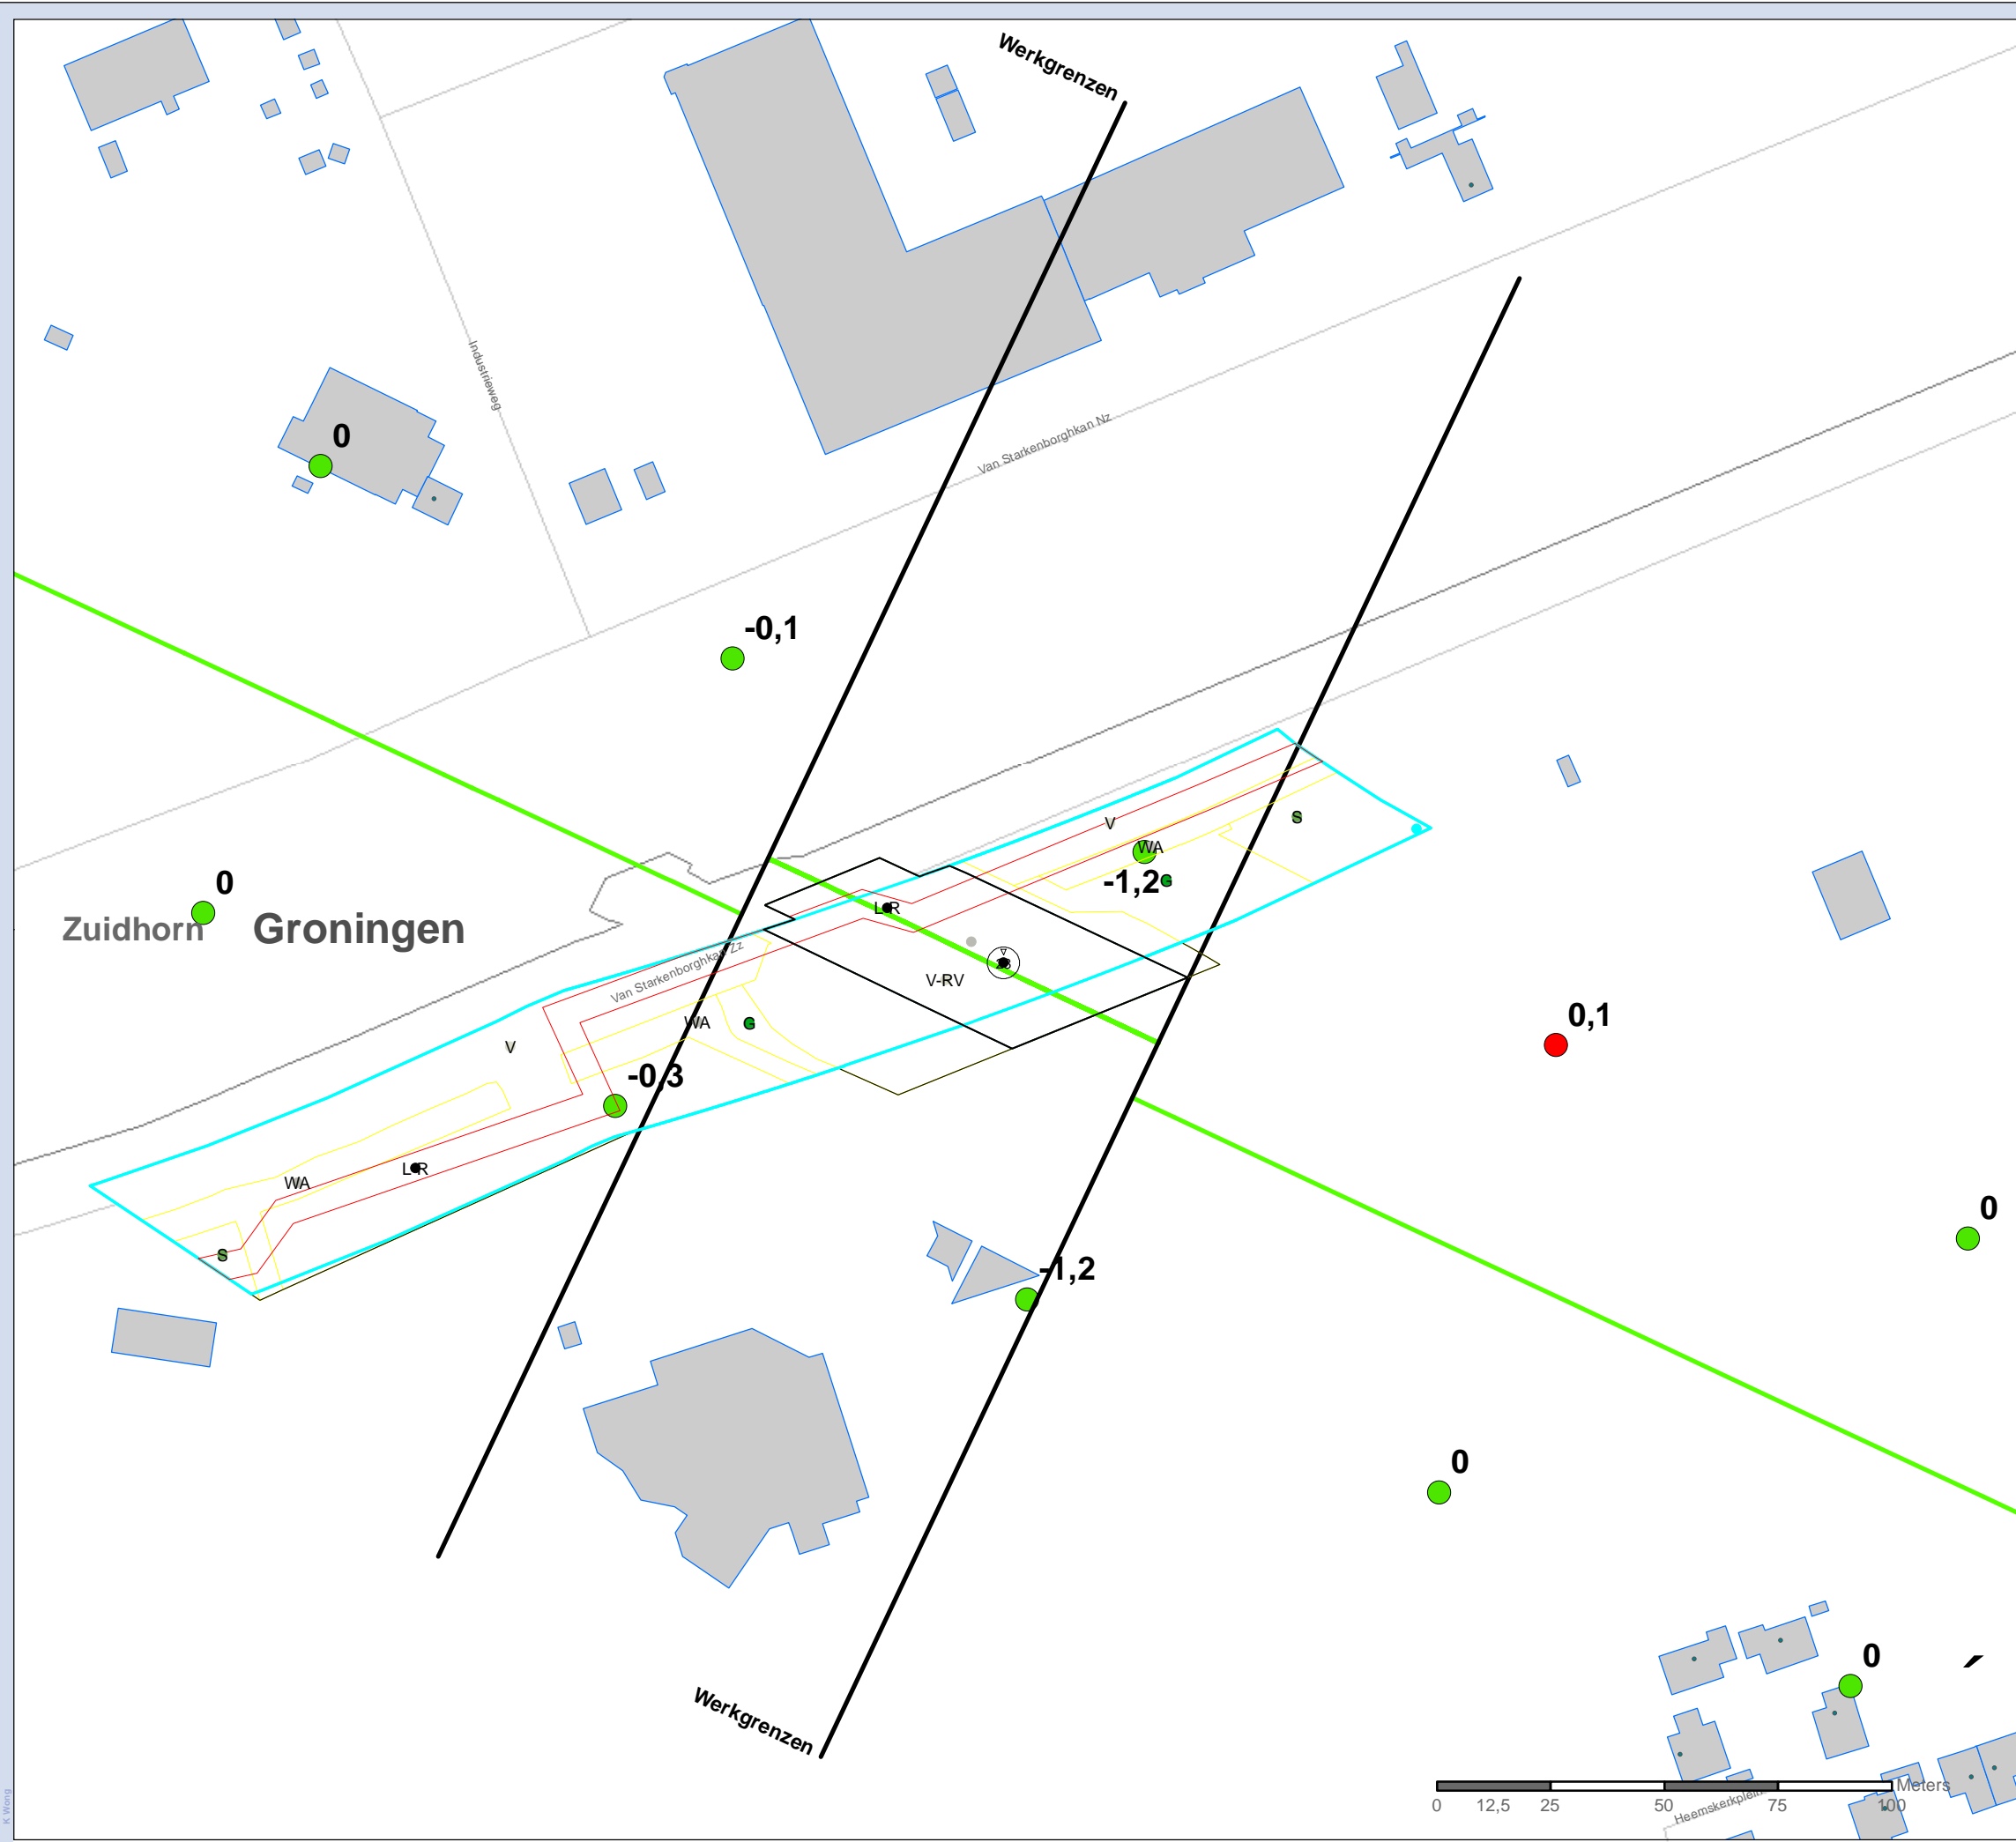 Werkgrenzen
Industrieweg
0
Van Starkenborghkan Nz
-0,1
V
S
WA
-1,2
G
0
Zuidhorn
Groningen
LR
V-RV
Van Starkenborghkan Zz
0,1
WA
G
V
-0,3
LR
WA
S
0
-1,2
0
Werkgrenzen
0
Meters
0 12,5 25 50 75 100
K Wong